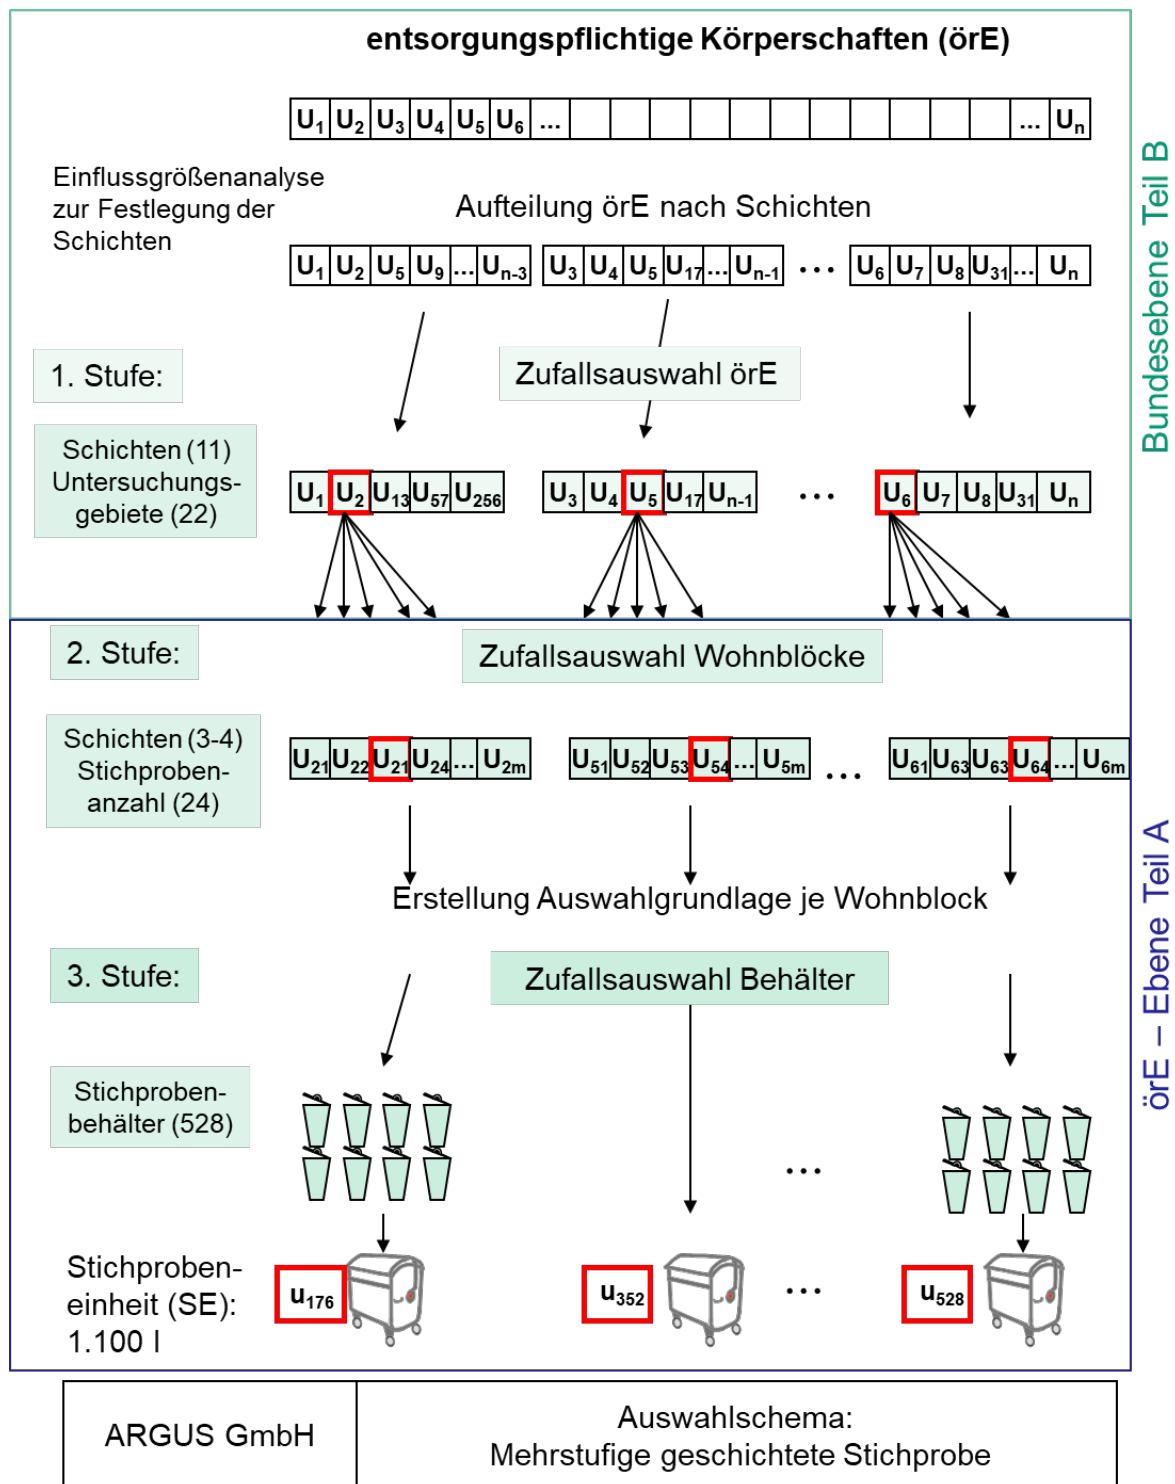 entsorgungspflichtige Körperschaften (örE)
U1 U2 U3 U4 U5 U6 ... ... Un
Einflussgrößenanalyse
zur Festlegung der
Schichten
Aufteilung örE nach Schichten
U1 U2 U5 U9 ... Un-3 U3 U4 U5 U17 ... Un-1 ... U6 U7 U8 U31 ... Un
1. Stufe:
Zufallsauswahl örE
Schichten (11)
Untersuchungs-
gebiete (22)
U1 U2 U13 U57 U256 U3 U4 U5 U17 Un-1 ... U6 U7 U8 U31 Un
Bundesebene Teil B
2. Stufe:
Zufallsauswahl Wohnblöcke
Schichten (3-4)
Stichproben-
anzahl (24)
U21 U22 U21 U24 ... U2m U51 U52 U53 U54 ... U5m ... U61 U63 U63 U64 ... U6m
Erstellung Auswahlgrundlage je Wohnblock
3. Stufe:
Zufallsauswahl Behälter
Stichproben-
behälter (528)
...
Stichproben-
einheit (SE):
1.100 l
u176 u352 ... u528
örE – Ebene Teil A
ARGUS GmbH
Auswahlschema:
Mehrstufige geschichtete Stichprobe